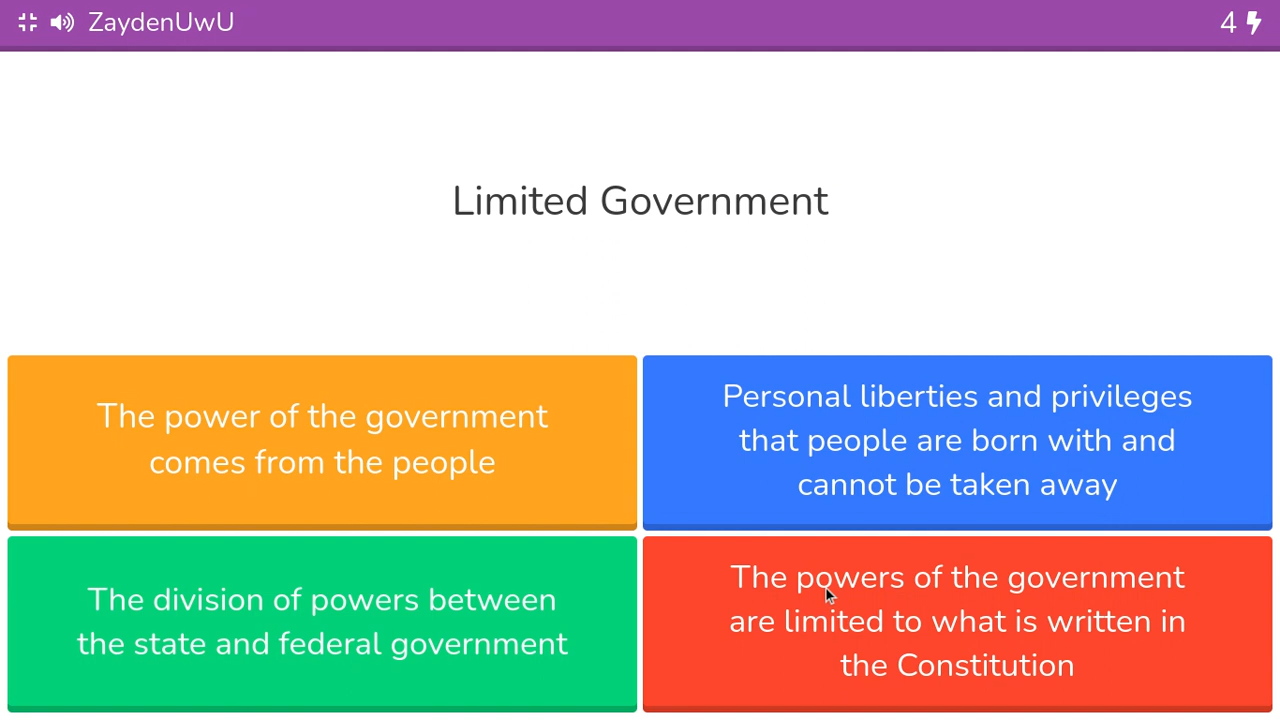 ZaydenUwU
4
Limited Government
The power of the government
comes from the people
Personal liberties and privileges
that people are born with and
cannot be taken away
The division of powers between
the state and federal government
The powers of the government
are limited to what is written in
the Constitution